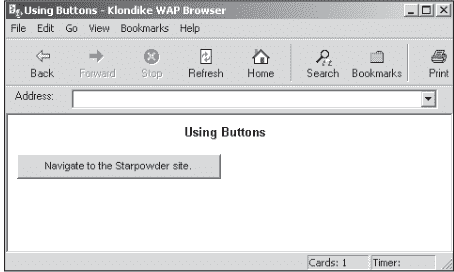 Using Buttons - Klondike WAP Browser
File Edit Go View Bookmarks Help
Back Forward Stop Refresh Home Search Bookmarks Print
Address:
Using Buttons
Navigate to the Starpowder site.
Cards: 1 Timer: